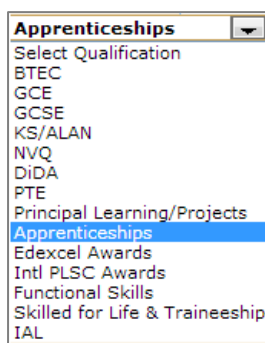 Apprenticeships
Select Qualification
BTEC
GCE
GCSE
KS/ALAN
NVQ
DiDA
PTE
Principal Learning/Projects
Apprenticeships
Edexcel Awards
Intl PLSC Awards
Functional Skills
Skilled for Life & Traineeship
IAL